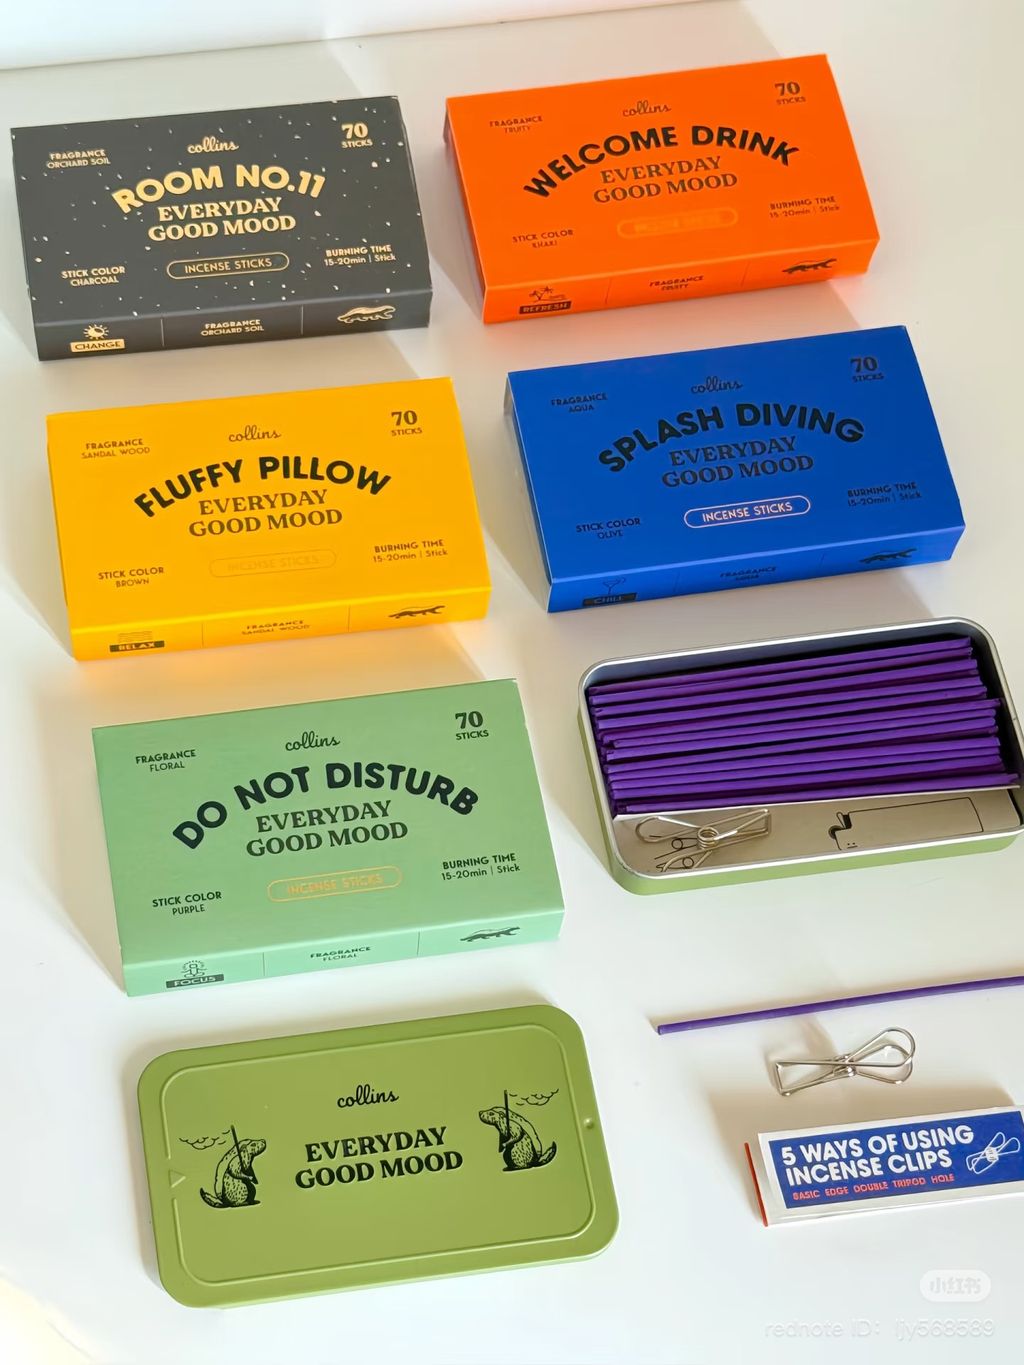 collins
70
STICKS
FRAGRANCE
ORCHARD SOIL
ROOM NO.11
EVERYDAY
GOOD MOOD
STICK COLOR
CHARCOAL
INCENSE STICKS
BURNING TIME
15-20min | Stick
CHANGE
FRAGRANCE
ORCHARD SOIL
collins
70
STICKS
FRAGRANCE
FRUITY
WELCOME DRINK
EVERYDAY
GOOD MOOD
STICK COLOR
KHAKI
INCENSE STICKS
BURNING TIME
15-20min | Stick
REFRESH
FRAGRANCE
FRUITY
collins
70
STICKS
FRAGRANCE
SANDAL WOOD
FLUFFY PILLOW
EVERYDAY
GOOD MOOD
STICK COLOR
BROWN
INCENSE STICKS
BURNING TIME
15-20min | Stick
RELAX
FRAGRANCE
SANDAL WOOD
collins
70
STICKS
FRAGRANCE
AQUA
SPLASH DIVING
EVERYDAY
GOOD MOOD
STICK COLOR
OLIVE
INCENSE STICKS
BURNING TIME
15-20min | Stick
CHILL
FRAGRANCE
AQUA
collins
70
STICKS
FRAGRANCE
FLORAL
DO NOT DISTURB
EVERYDAY
GOOD MOOD
STICK COLOR
PURPLE
INCENSE STICKS
BURNING TIME
15-20min | Stick
FOCUS
FRAGRANCE
FLORAL
collins
EVERYDAY
GOOD MOOD
5 WAYS OF USING
INCENSE CLIPS
BASIC EDGE DOUBLE TRIPOD HOLE
小红书
rednote ID: ljy568589